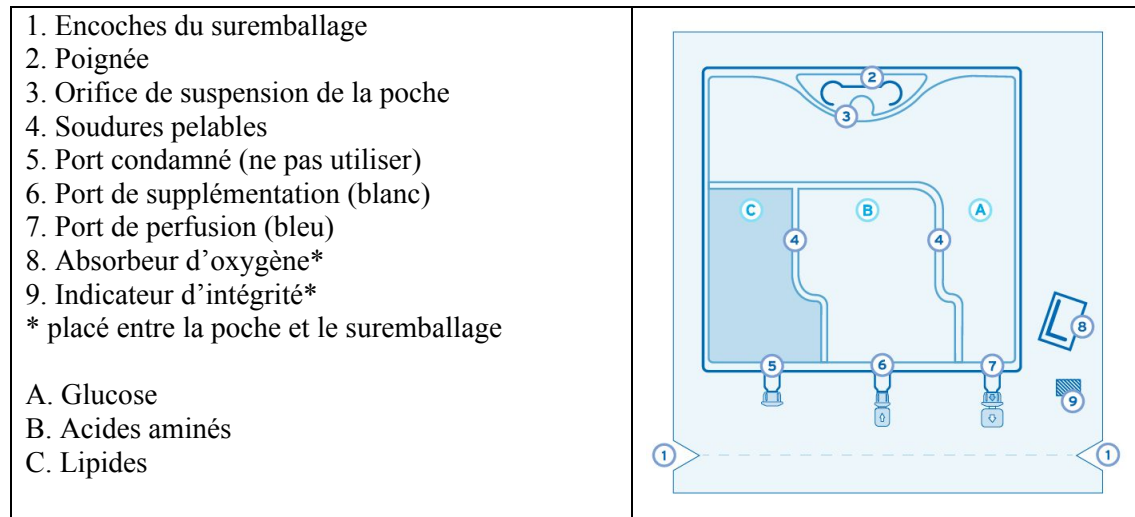 1. Encoches du suremballage
2. Poignée
3. Orifice de suspension de la poche
4. Soudures pelables
5. Port condamné (ne pas utiliser)
6. Port de supplémentation (blanc)
7. Port de perfusion (bleu)
8. Absorbeur d’oxygène*
9. Indicateur d’intégrité*
* placé entre la poche et le suremballage
A. Glucose
B. Acides aminés
C. Lipides
2
3
C
B
A
4
4
8
5
6
7
9
1
1